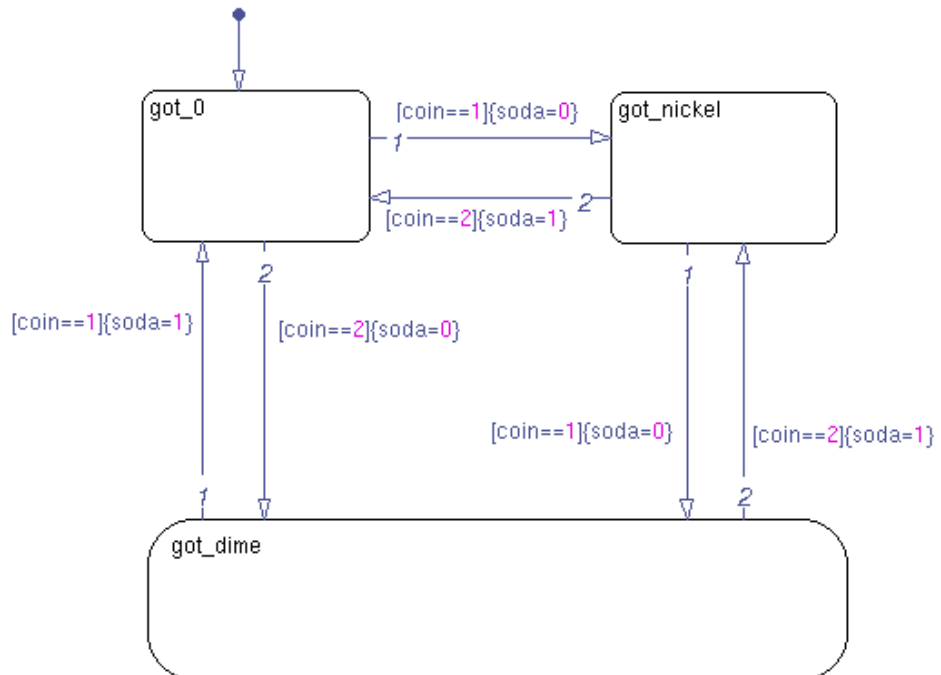 got_0
got_nickel
[coin==1]{soda=0}
1
2
[coin==2]{soda=1}
2
1
[coin==1]{soda=1}
[coin==2]{soda=0}
[coin==1]{soda=0}
[coin==2]{soda=1}
1
2
got_dime